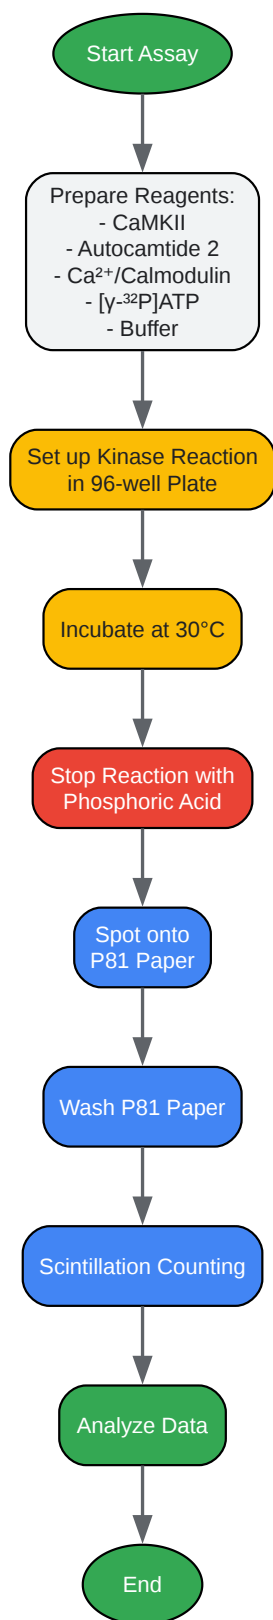 Start Assay
Prepare Reagents:
- CaMKII
- Autocamtide 2
- Ca²⁺/Calmodulin
- [γ-³²P]ATP
- Buffer
Set up Kinase Reaction
in 96-well Plate
Incubate at 30°C
Stop Reaction with
Phosphoric Acid
Spot onto
P81 Paper
Wash P81 Paper
Scintillation Counting
Analyze Data
End